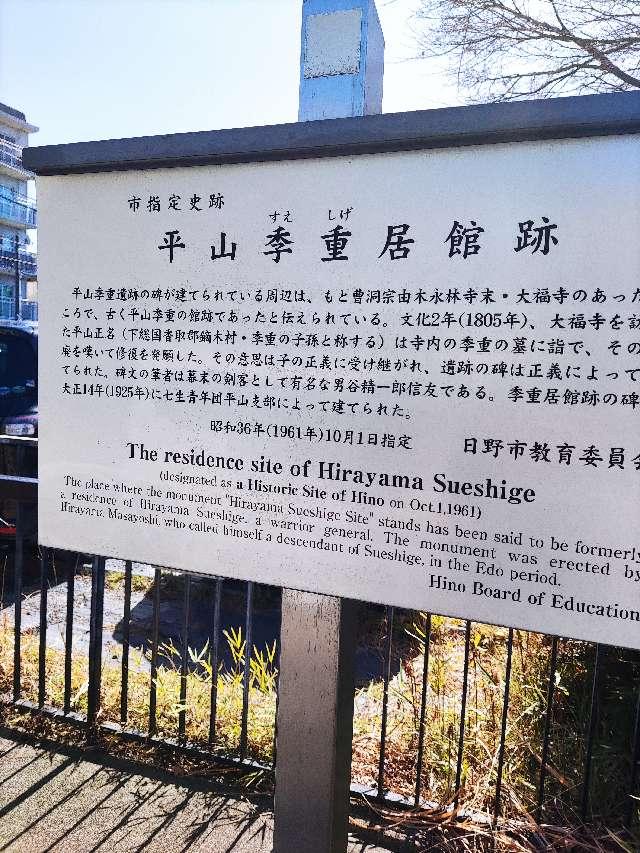 市指定史跡
すえ しげ
平山季重居館跡
平山季重遺跡の碑が建てられている周辺は、もと曹洞宗由木永林寺末・大福寺のあった
ころで、古く平山季重の館跡であったと伝えられている。文化2年(1805年)、大福寺を訪
た平山正名（下総国香取郡鏑木村・季重の子孫と称する）は寺内の季重の墓に詣で、その
廃を嘆いて修復を発願した。その意思は子の正義に受け継がれ、遺跡の碑は正義によって
てられた。碑文の筆者は幕末の剣客として有名な男谷精一郎信友である。季重居館跡の碑
大正14年(1925年)に七生青年団平山支部によって建てられた。
昭和36年(1961年)10月1日指定 日野市教育委員会
The residence site of Hirayama Sueshige
(designated as a Historic Site of Hino on Oct.1,1961)
The place where the monument "Hirayama Sueshige Site" stands has been said to be formerly
a residence of Hirayama Sueshige, a warrior general. The monument was erected by
Hirayama Masayoshi, who called himself a descendant of Sueshige, in the Edo period.
Hino Board of Education